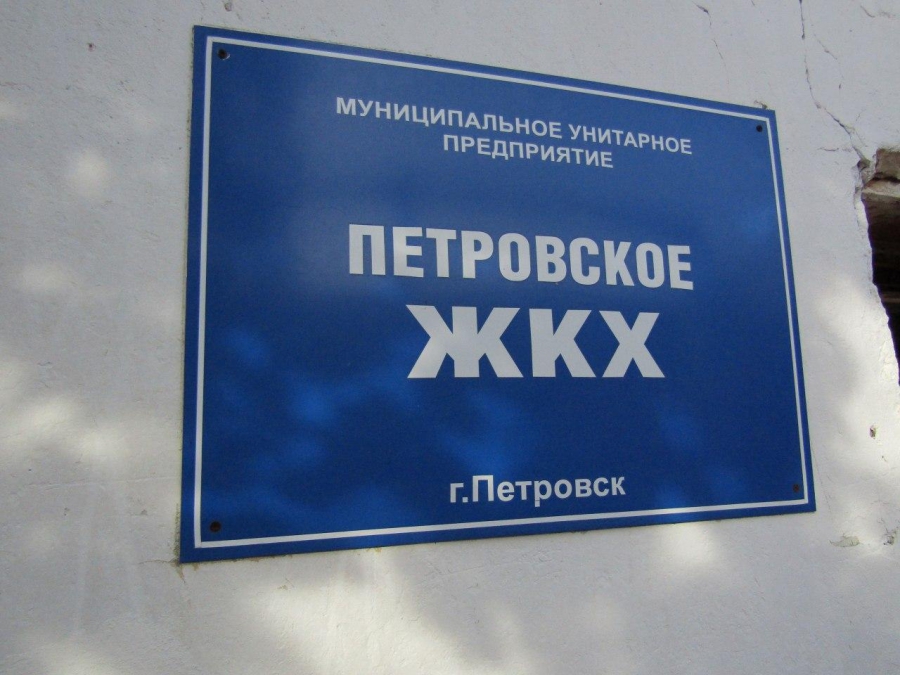 МУНИЦИПАЛЬНОЕ УНИТАРНОЕ
ПРЕДПРИЯТИЕ
ПЕТРОВСКОЕ
ЖКХ
г.Петровск